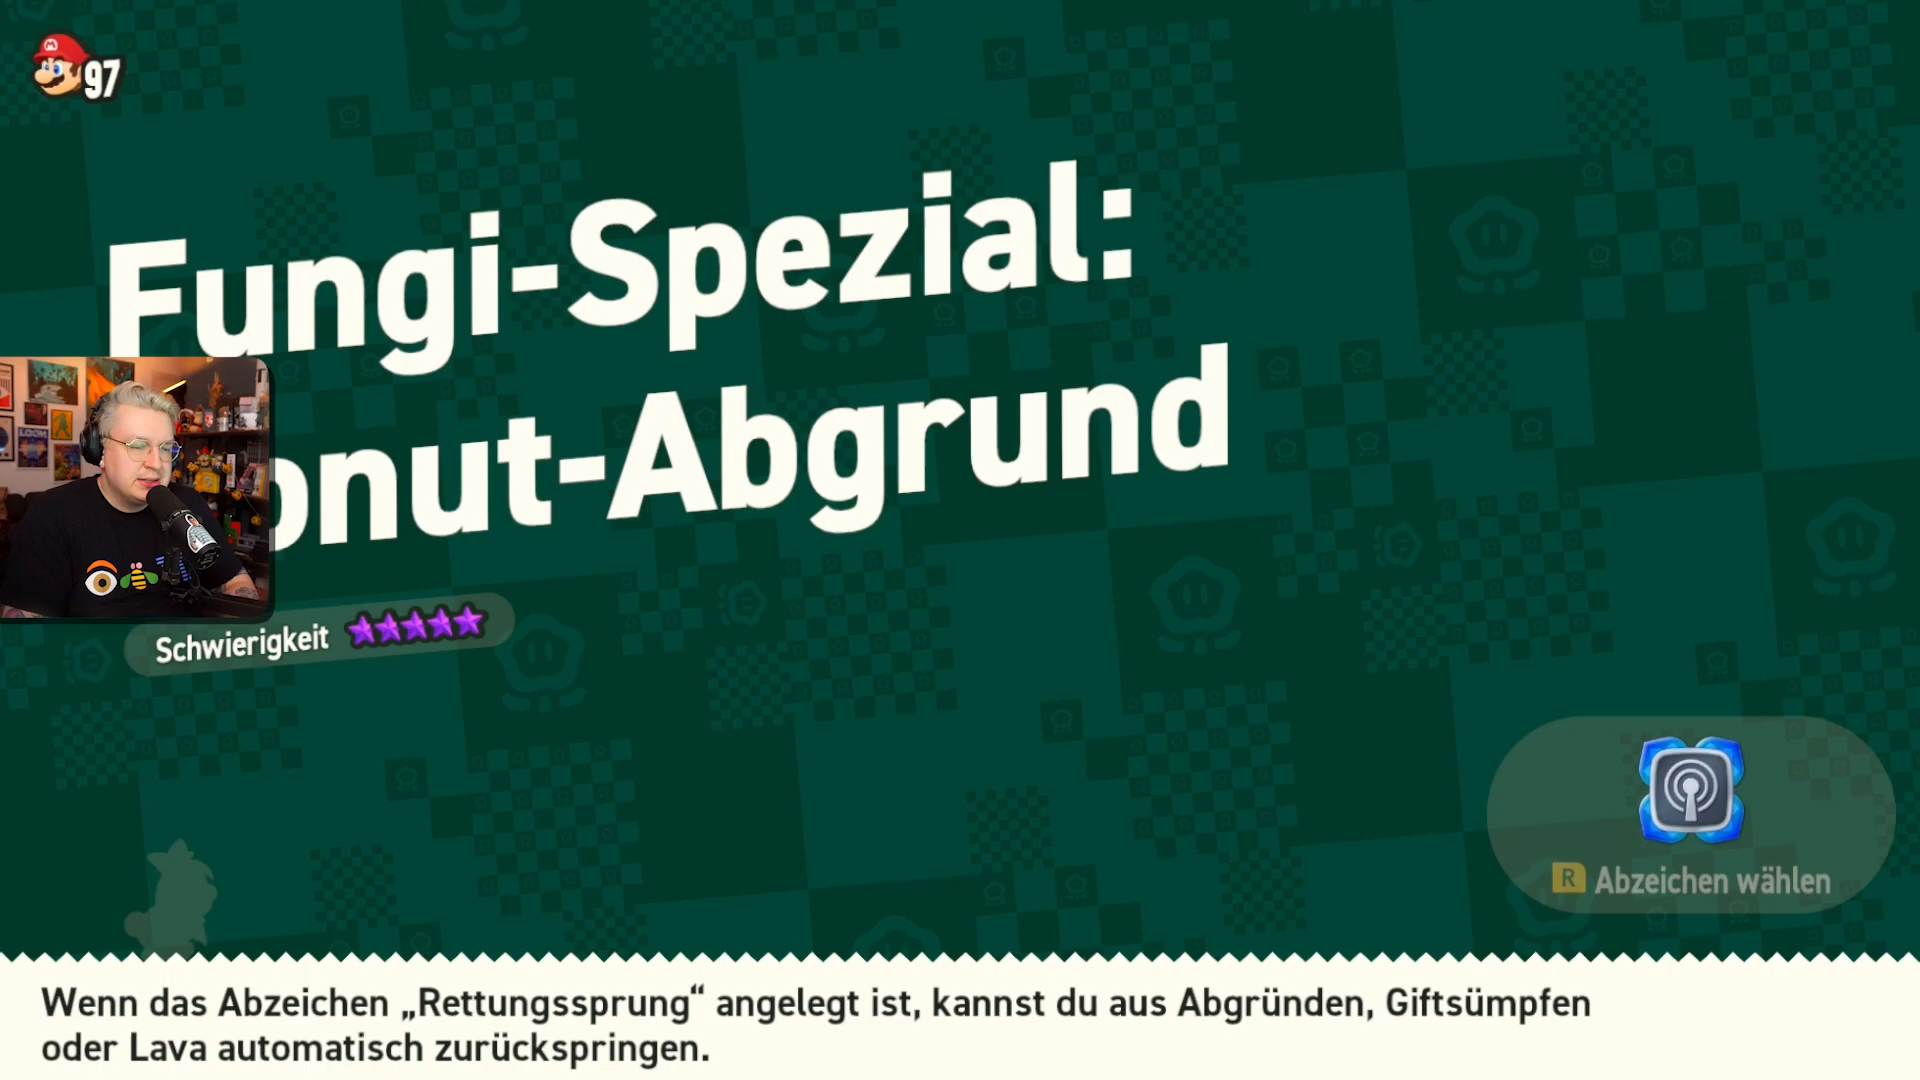 97
Fungi-Spezial:
onut-Abgrund
Schwierigkeit
R Abzeichen wählen
Wenn das Abzeichen „Rettungssprung“ angelegt ist, kannst du aus Abgründen, Giftsümpfen
oder Lava automatisch zurückspringen.